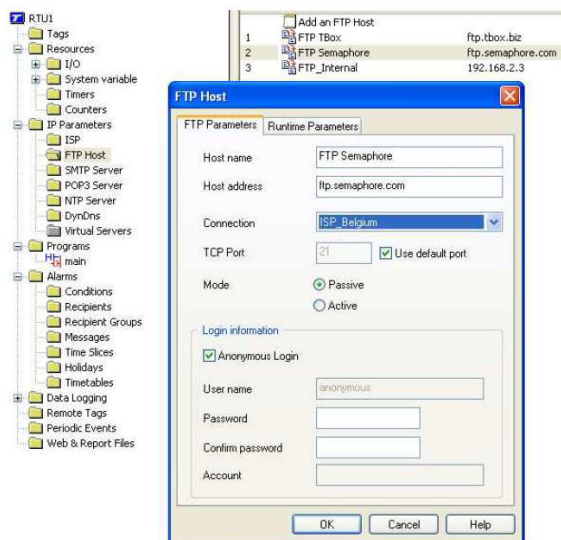 RTU1
Tags
Resources
I/O
System variable
Timers
Counters
IP Parameters
ISP
FTP Host
SMTP Server
POP3 Server
NTP Server
DynDns
Virtual Servers
Programs
main
Alarms
Conditions
Recipients
Recipient Groups
Messages
Time Slices
Holidays
Timetables
Data Logging
Remote Tags
Periodic Events
Web & Report Files
Add an FTP Host
1 FTP TBox ftp.tbox.biz
2 FTP Semaphore ftp.semaphore.com
3 FTP_Internal 192.168.2.3
FTP Host
FTP Parameters Runtime Parameters
Host name FTP Semaphore
Host address ftp.semaphore.com
Connection ISP_Belgium
TCP Port 21 Use default port
Mode Passive
Active
Login information
Anonymous Login
User name anonymous
Password
Confirm password
Account
OK Cancel Help